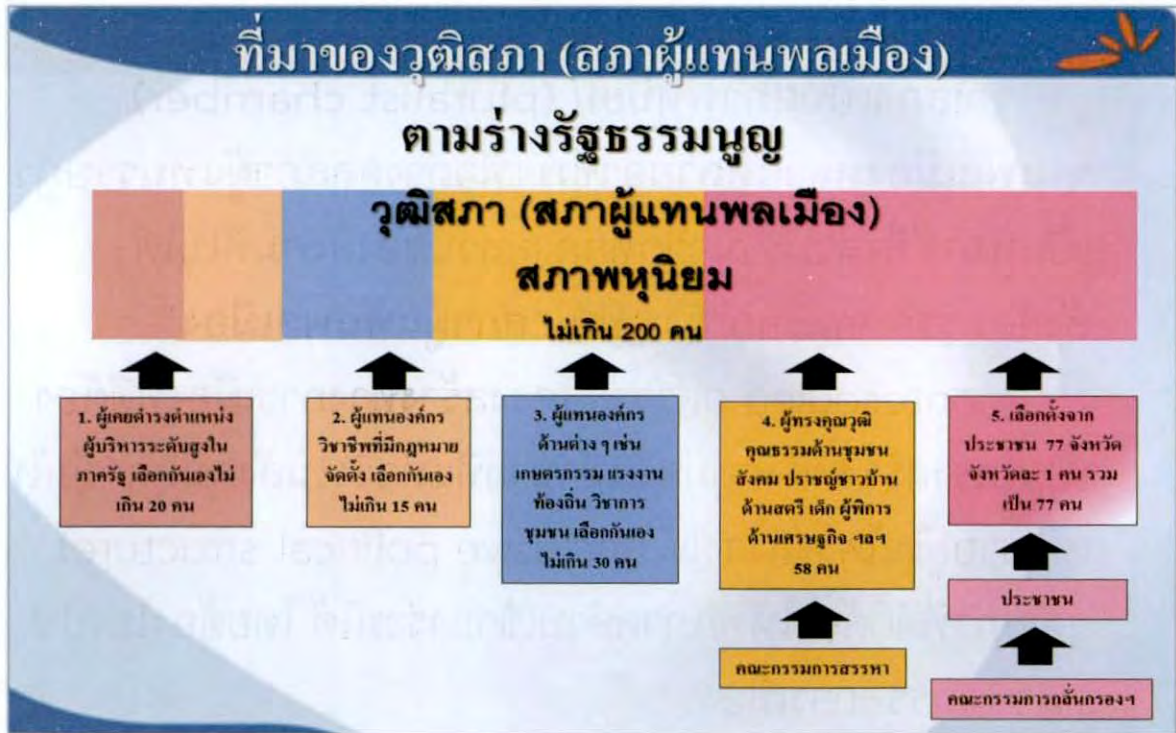 ที่มาของวุฒิสภา (สภาผู้แทนพลเมือง)
ตามร่างรัฐธรรมนูญ
วุฒิสภา (สภาผู้แทนพลเมือง)
สภาพหุนิยม
ไม่เกิน 200 คน
1. ผู้เคยดำรงตำแหน่ง
ผู้บริหารระดับสูงใน
ภาครัฐ เลือกกันเองไม่
เกิน 20 คน
2. ผู้แทนองค์กร
วิชาชีพที่มีกฎหมาย
จัดตั้ง เลือกกันเอง
ไม่เกิน 15 คน
3. ผู้แทนองค์กร
ด้านต่าง ๆ เช่น
เกษตรกรรม แรงงาน
ท้องถิ่น วิชาการ
ชุมชน เลือกกันเอง
ไม่เกิน 30 คน
4. ผู้ทรงคุณวุฒิ
คุณธรรมด้านชุมชน
สังคม ปราชญ์ชาวบ้าน
ด้านสตรี เด็ก ผู้พิการ
ด้านเศรษฐกิจ ฯลฯ
58 คน
คณะกรรมการสรรหา
5. เลือกตั้งจาก
ประชาชน 77 จังหวัด
จังหวัดละ 1 คน รวม
เป็น 77 คน
ประชาชน
คณะกรรมการกลั่นกรองฯ